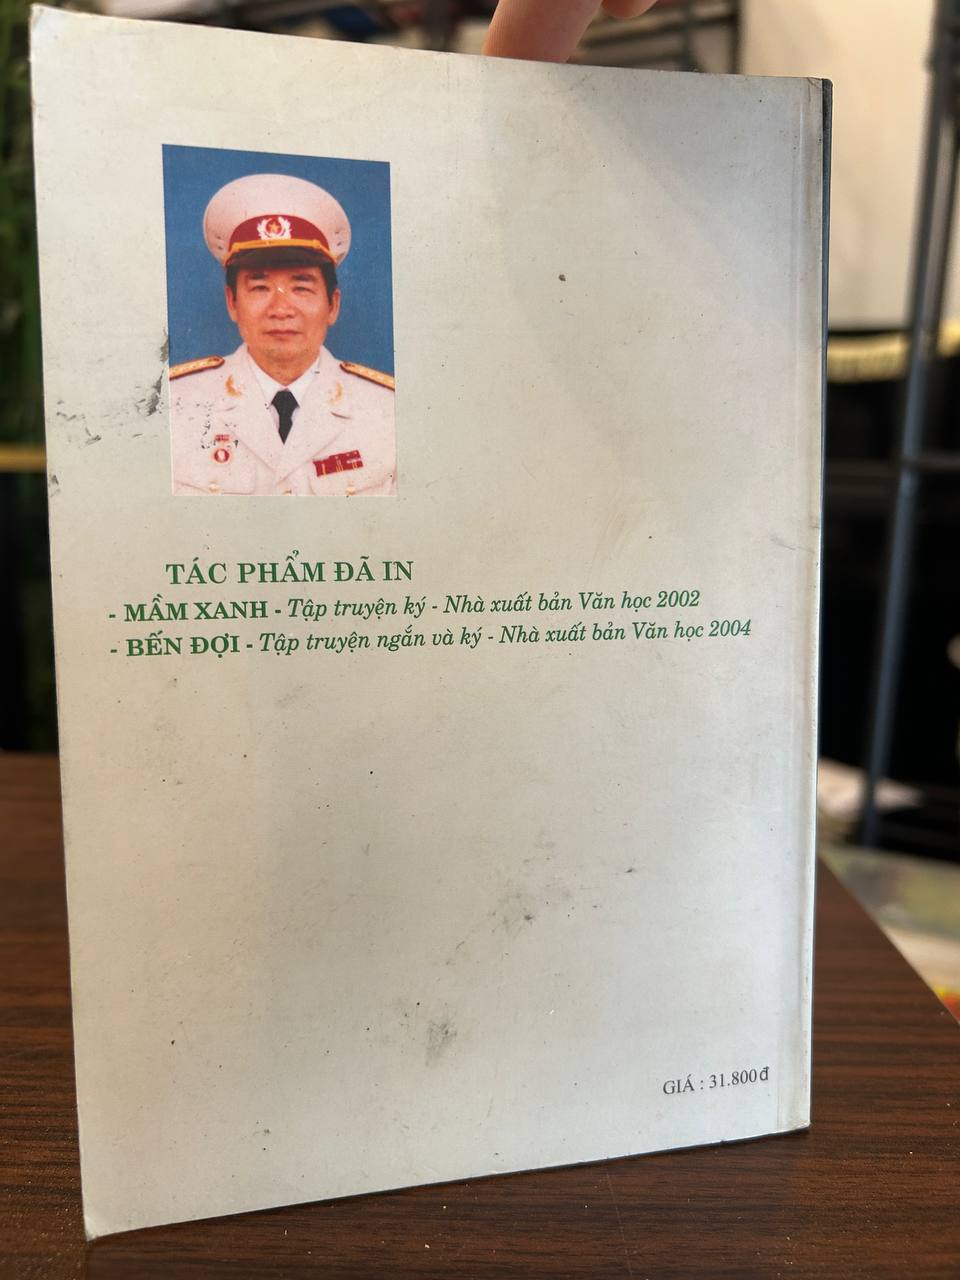 TÁC PHẨM ĐÃ IN
- MẦM XANH - Tập truyện ký - Nhà xuất bản Văn học 2002
- BẾN ĐỢI - Tập truyện ngắn và ký - Nhà xuất bản Văn học 2004
GIÁ : 31.800đ